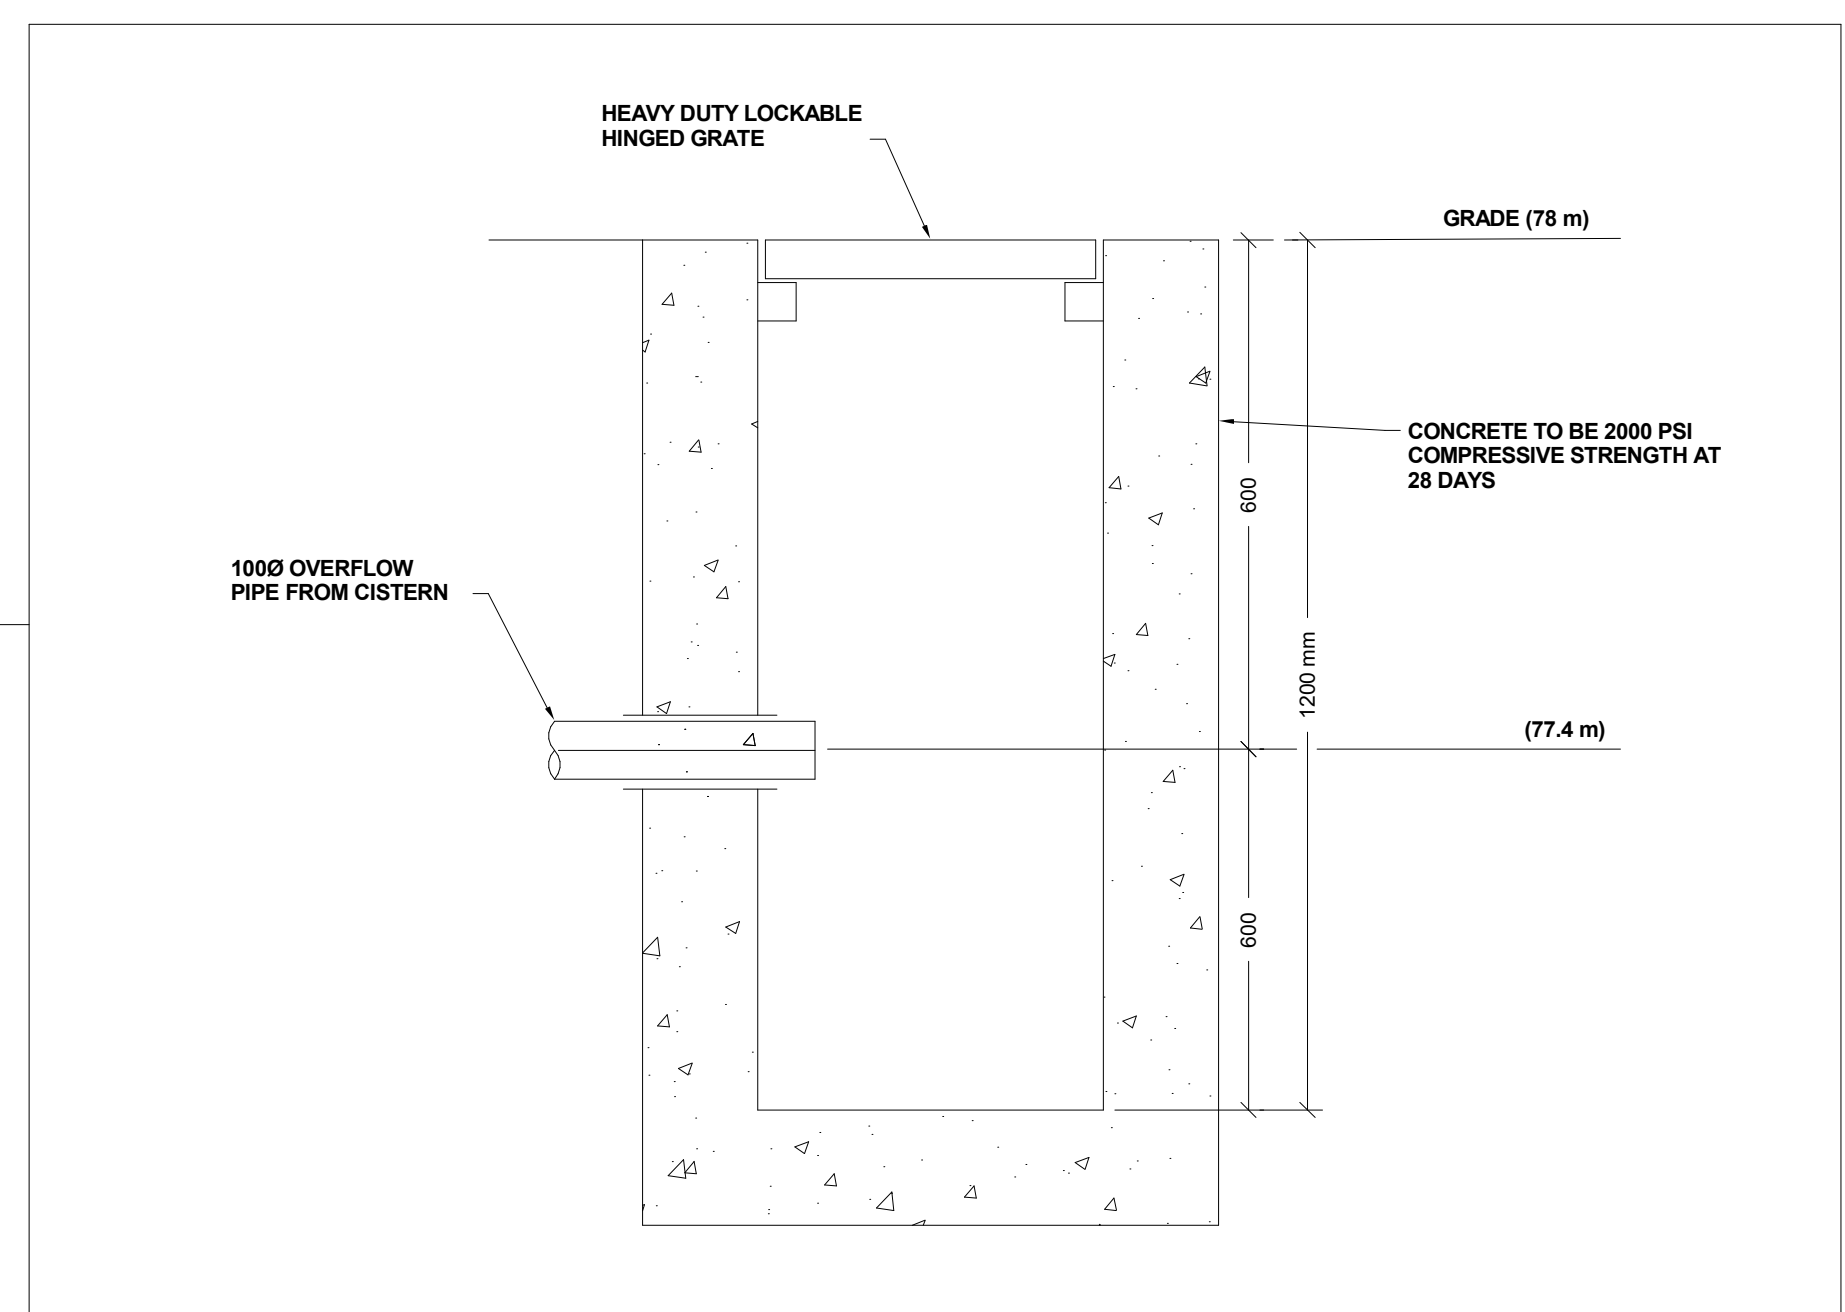 HEAVY DUTY LOCKABLE
HINGED GRATE
GRADE (78 m)
CONCRETE TO BE 2000 PSI
COMPRESSIVE STRENGTH AT
28 DAYS
600
100Ø OVERFLOW
PIPE FROM CISTERN
1200 mm
(77.4 m)
600